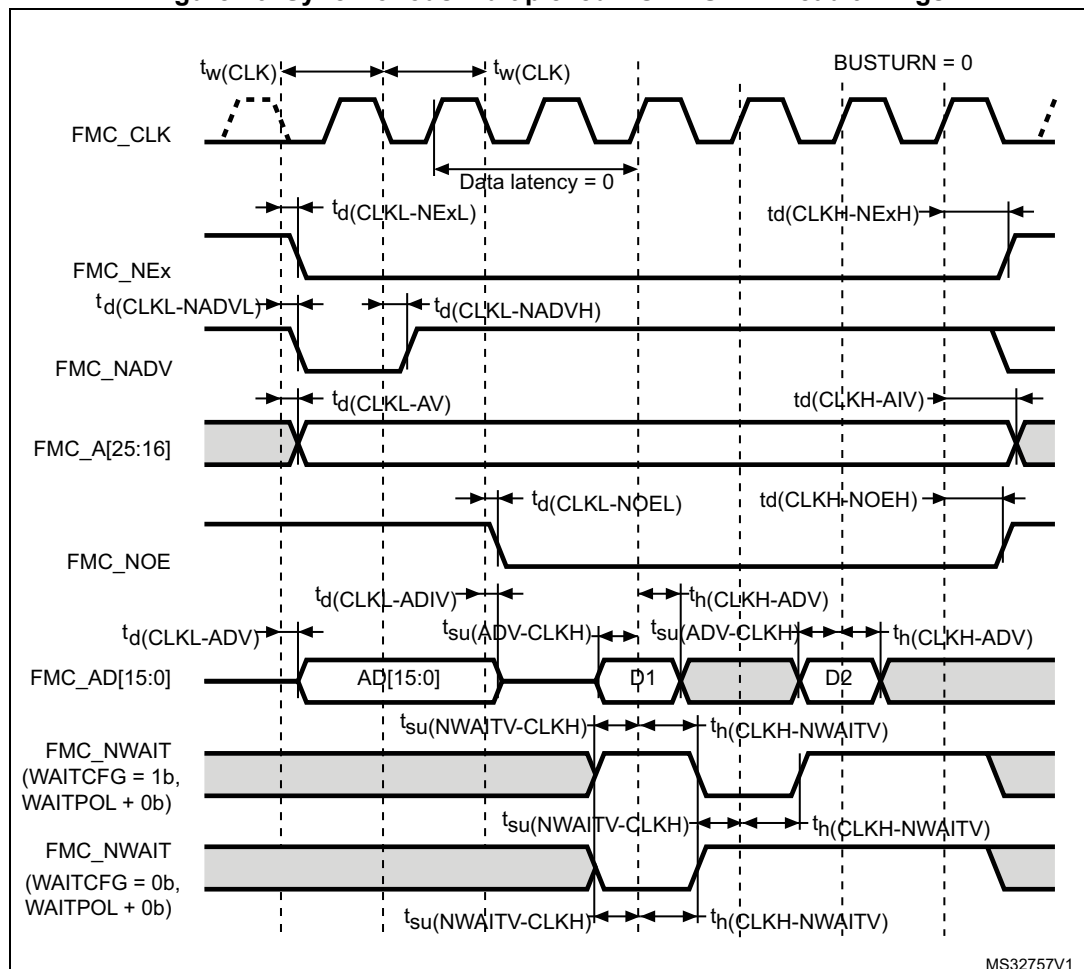 tw(CLK)
tw(CLK)
BUSTURN = 0
FMC_CLK
Data latency = 0
td(CLKL-NExL)
td(CLKH-NExH)
FMC_NEx
td(CLKL-NADVL)
td(CLKL-NADVH)
FMC_NADV
td(CLKL-AV)
td(CLKH-AIV)
FMC_A[25:16]
td(CLKL-NOEL)
td(CLKH-NOEH)
FMC_NOE
td(CLKL-ADIV)
th(CLKH-ADV)
td(CLKL-ADV)
tsu(ADV-CLKH)
tsu(ADV-CLKH)
th(CLKH-ADV)
FMC_AD[15:0]
AD[15:0]
D1
D2
tsu(NWAITV-CLKH)
th(CLKH-NWAITV)
FMC_NWAIT
(WAITCFG = 1b,
WAITPOL + 0b)
tsu(NWAITV-CLKH)
th(CLKH-NWAITV)
FMC_NWAIT
(WAITCFG = 0b,
WAITPOL + 0b)
tsu(NWAITV-CLKH)
th(CLKH-NWAITV)
MS32757V1